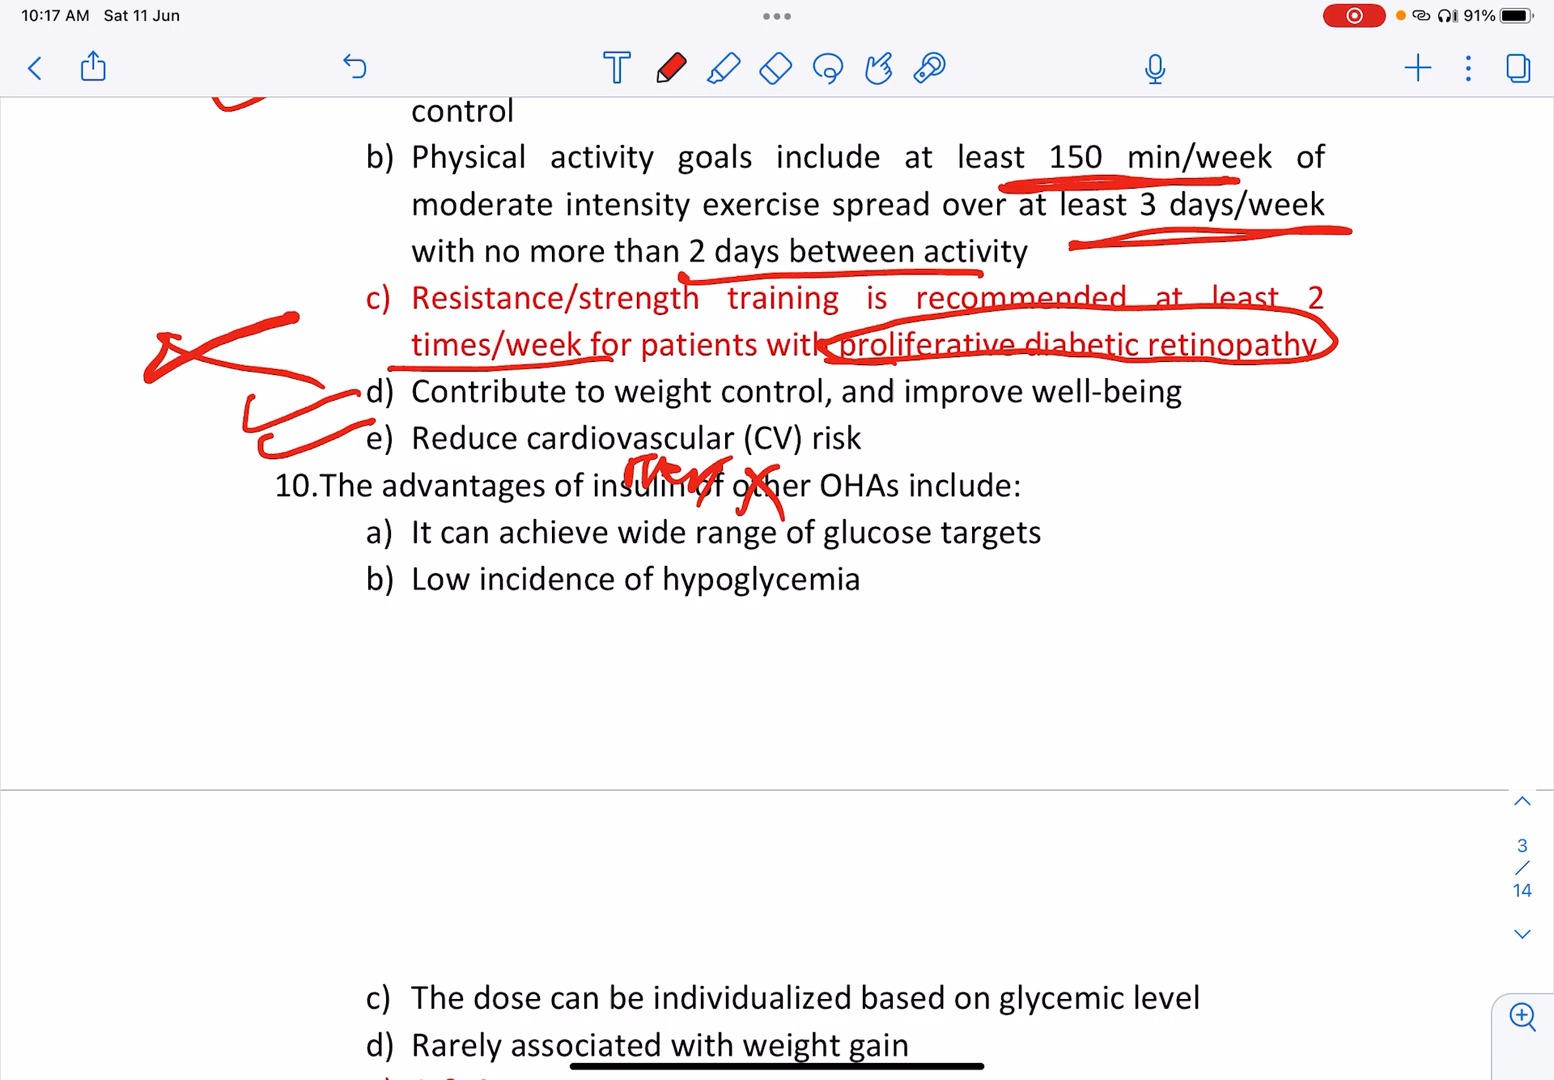 10:17 AM Sat 11 Jun
91%
control
b) Physical activity goals include at least 150 min/week of
moderate intensity exercise spread over at least 3 days/week
with no more than 2 days between activity
c) Resistance/strength training is recommended at least 2
times/week for patients with proliferative diabetic retinopathy
d) Contribute to weight control, and improve well-being
e) Reduce cardiovascular (CV) risk
over
10.The advantages of insulin of other OHAs include:
a) It can achieve wide range of glucose targets
b) Low incidence of hypoglycemia
3
/
14
c) The dose can be individualized based on glycemic level
d) Rarely associated with weight gain